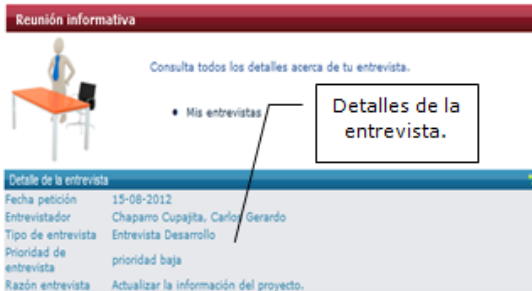 Reunión informativa
Consulta todos los detalles acerca de tu entrevista.
• Mis entrevistas
Detalles de la
entrevista.
Detalle de la entrevista
Fecha petición 15-08-2012
Entrevistador Chaparro Cupajita, Carlos Gerardo
Tipo de entrevista Entrevista Desarrollo
Prioridad de
entrevista prioridad baja
Razón entrevista Actualizar la información del proyecto.